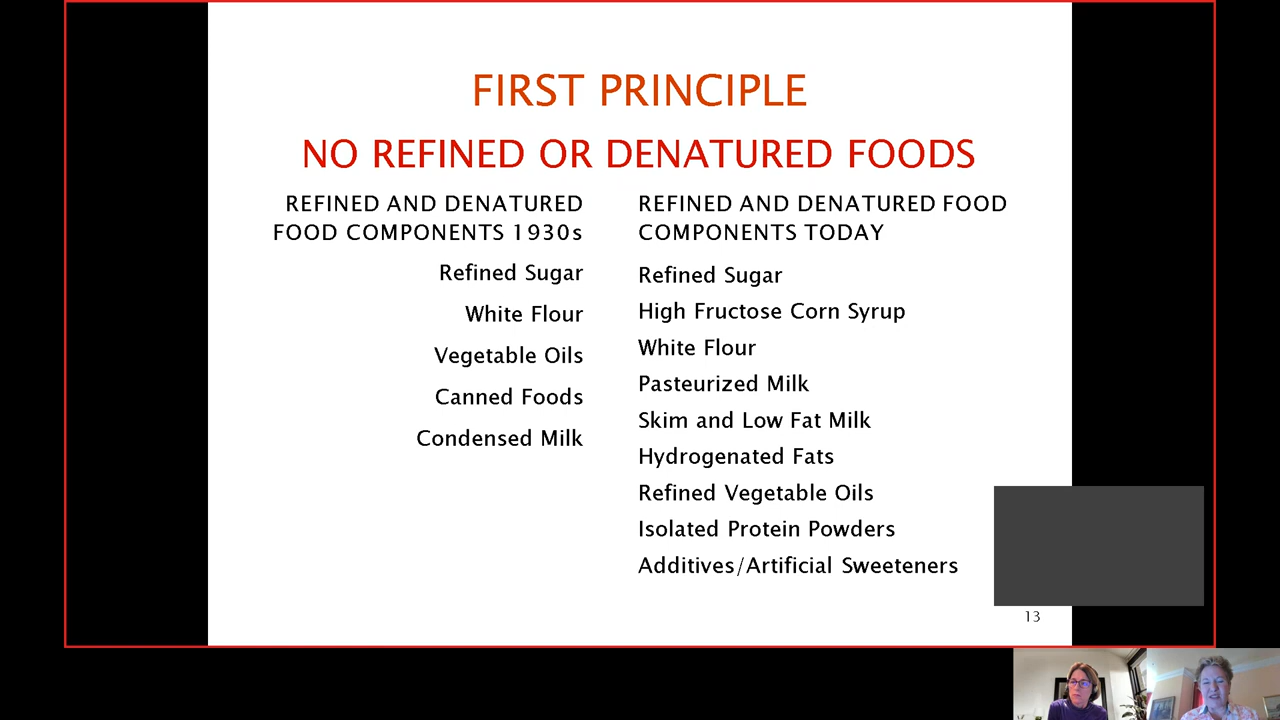 FIRST PRINCIPLE
NO REFINED OR DENATURED FOODS
REFINED AND DENATURED
FOOD COMPONENTS 1930s
Refined Sugar
White Flour
Vegetable Oils
Canned Foods
Condensed Milk
REFINED AND DENATURED FOOD
COMPONENTS TODAY
Refined Sugar
High Fructose Corn Syrup
White Flour
Pasteurized Milk
Skim and Low Fat Milk
Hydrogenated Fats
Refined Vegetable Oils
Isolated Protein Powders
Additives/Artificial Sweeteners
13